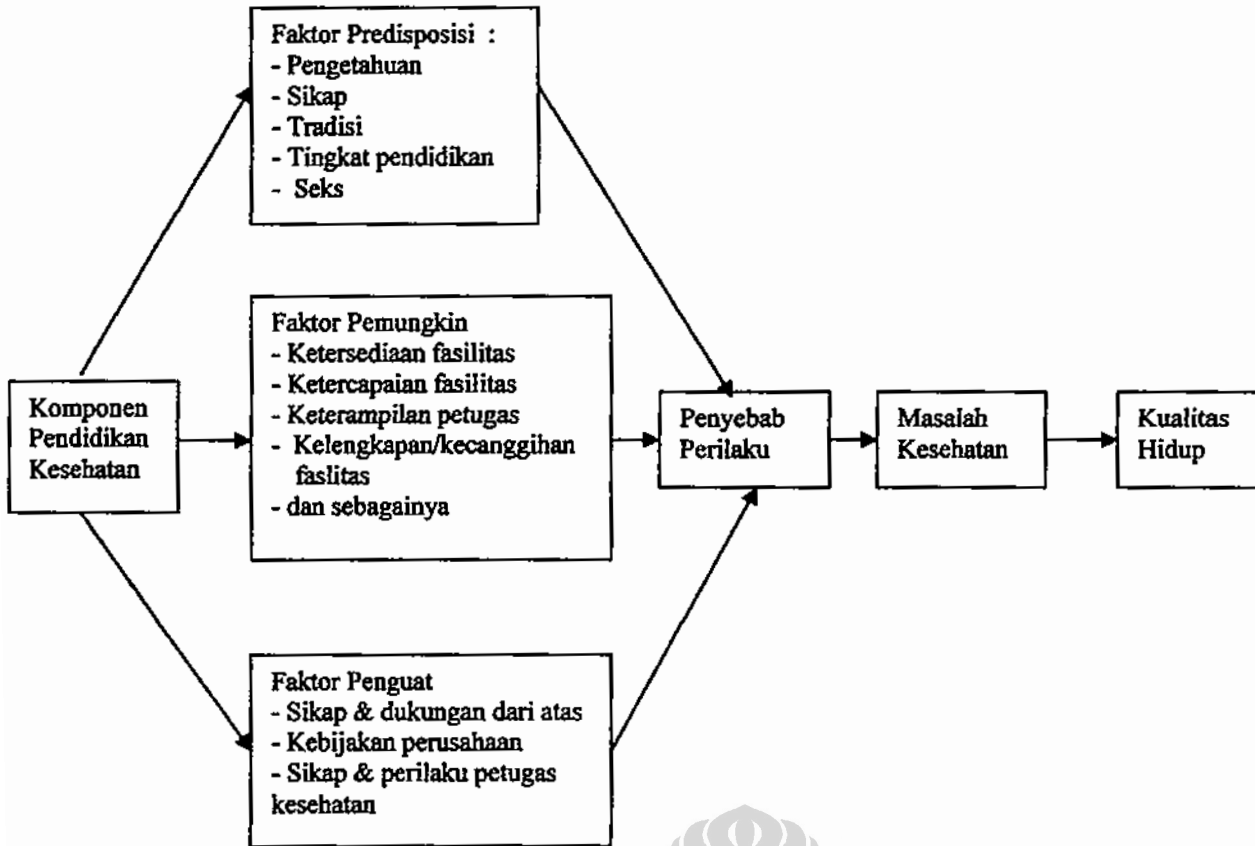 Faktor Predisposisi :
- Pengetahuan
- Sikap
- Tradisi
- Tingkat pendidikan
- Seks
Faktor Pemungkin
- Ketersediaan fasilitas
- Ketercapaian fasilitas
- Keterampilan petugas
- Kelengkapan/kecanggihan
faslitas
- dan sebagainya
Komponen
Pendidikan
Kesehatan
Penyebab
Perilaku
Masalah
Kesehatan
Kualitas
Hidup
Faktor Penguat
- Sikap & dukungan dari atas
- Kebijakan perusahaan
- Sikap & perilaku petugas
kesehatan